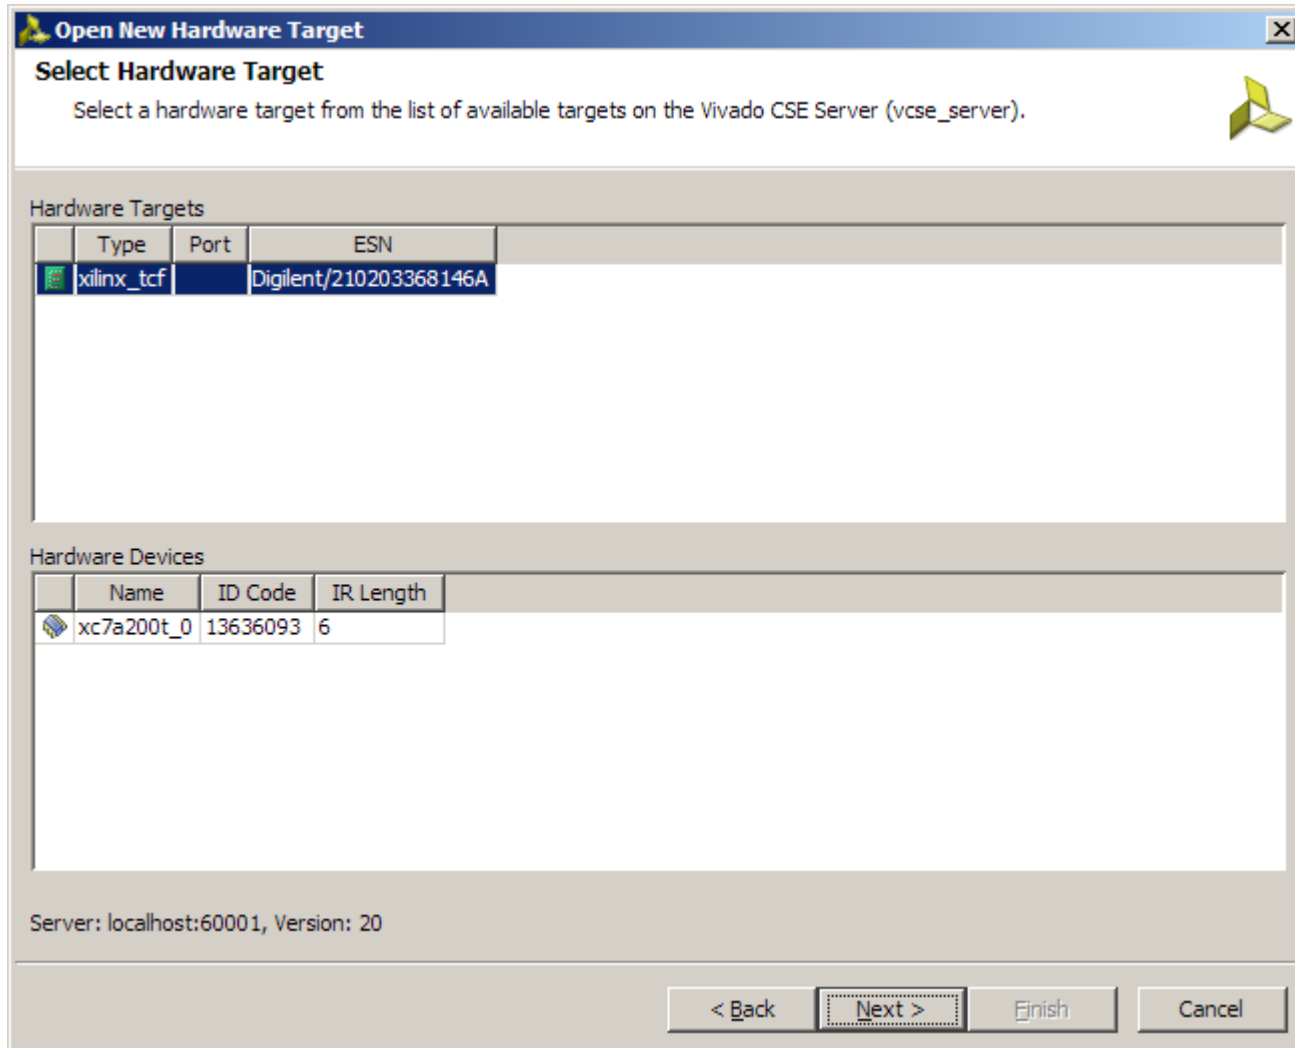 Open New Hardware Target
Select Hardware Target
Select a hardware target from the list of available targets on the Vivado CSE Server (vcse_server).
Hardware Targets
Type Port ESN
xilinx_tcf Digilent/210203368146A
Hardware Devices
Name ID Code IR Length
xc7a200t_0 13636093 6
Server: localhost:60001, Version: 20
< Back Next > Finish Cancel